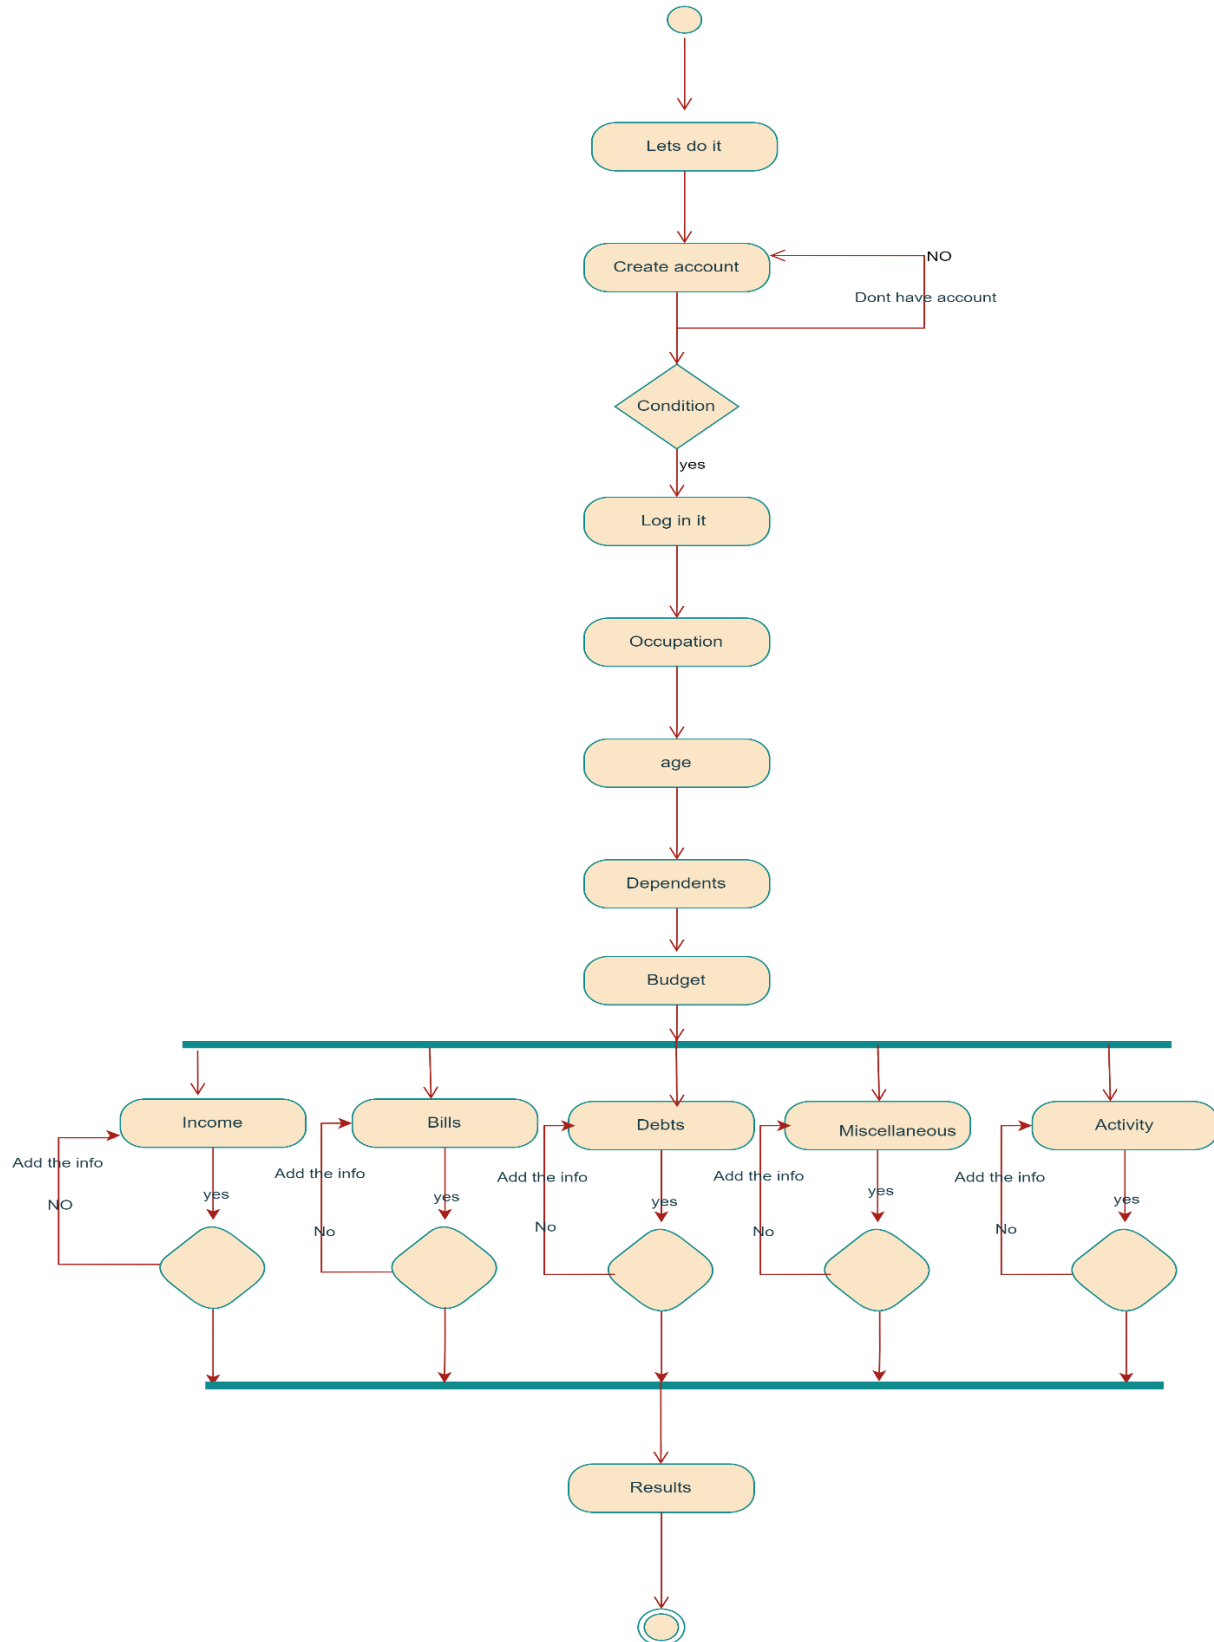 Lets do it
Create account
NO
Dont have account
Condition
yes
Log in it
Occupation
age
Dependents
Budget
Income
Bills
Debts
Miscellaneous
Activity
Add the info
Add the info
Add the info
Add the info
Add the info
yes
yes
yes
yes
yes
NO
No
No
No
No
Results